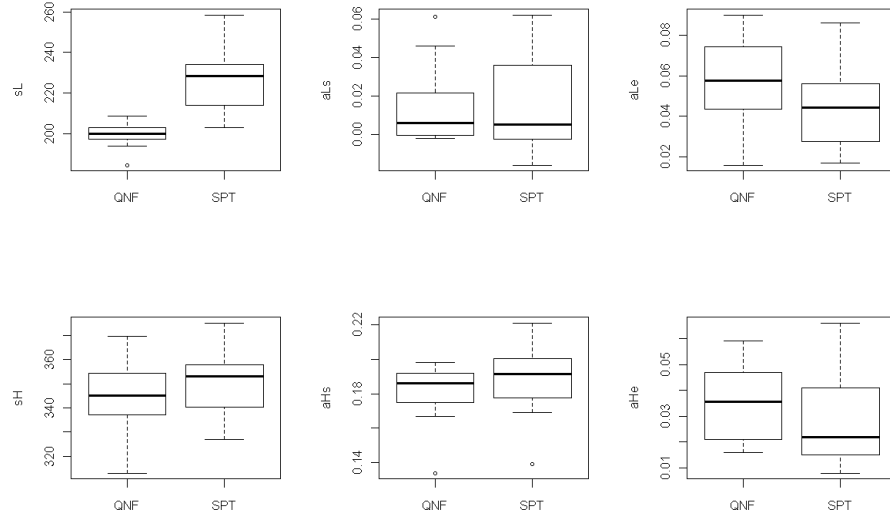 sL
260
240
220
200
QNF
SPT
aLs
0.06
0.04
0.02
0.00
QNF
SPT
aLe
0.08
0.06
0.04
0.02
QNF
SPT
sH
360
340
320
QNF
SPT
aHs
0.22
0.18
0.14
QNF
SPT
aHe
0.05
0.03
0.01
QNF
SPT